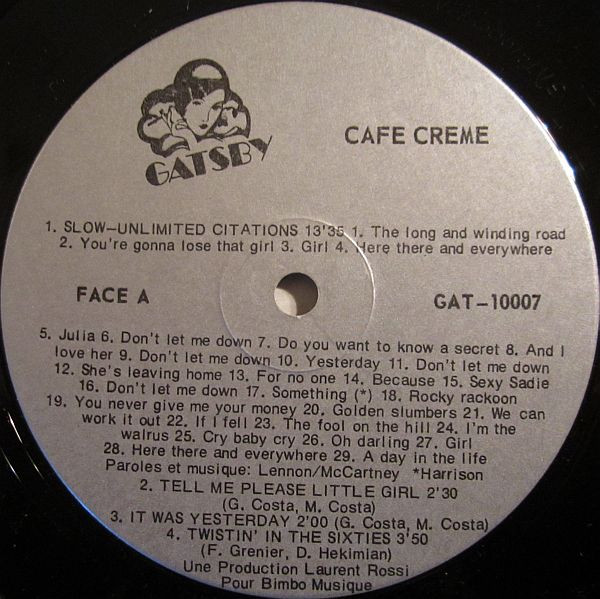 GATSBY
CAFE CREME
1. SLOW-UNLIMITED CITATIONS 13'35 1. The long and winding road
2. You're gonna lose that girl 3. Girl 4. Here there and everywhere
FACE A
GAT-10007
5. Julia 6. Don't let me down 7. Do you want to know a secret 8. And I
love her 9. Don't let me down 10. Yesterday 11. Don't let me down
12. She's leaving home 13. For no one 14. Because 15. Sexy Sadie
16. Don't let me down 17. Something (*) 18. Rocky rackoon
19. You never give me your money 20. Golden slumbers 21. We can
work it out 22. If I fell 23. The fool on the hill 24. I'm the
walrus 25. Cry baby cry 26. Oh darling 27. Girl
28. Here there and everywhere 29. A day in the life
Paroles et musique: Lennon/McCartney *Harrison
2. TELL ME PLEASE LITTLE GIRL 2'30
(G. Costa, M. Costa)
3. IT WAS YESTERDAY 2'00 (G. Costa, M. Costa)
4. TWISTIN' IN THE SIXTIES 3'50
(F. Grenier, D. Hekimian)
Une Production Laurent Rossi
Pour Bimbo Musique